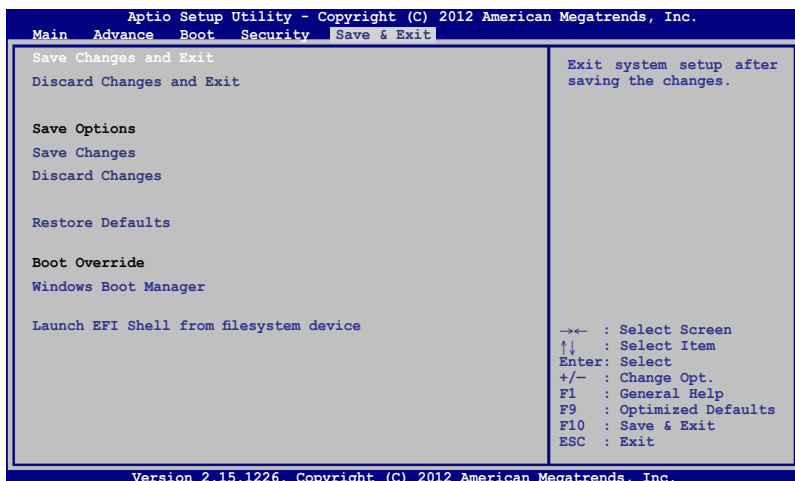 Aptio Setup Utility - Copyright (C) 2012 American Megatrends, Inc.
Main Advance Boot Security Save & Exit
Save Changes and Exit
Discard Changes and Exit
Save Options
Save Changes
Discard Changes
Restore Defaults
Boot Override
Windows Boot Manager
Launch EFI Shell from filesystem device
Exit system setup after
saving the changes.
→← : Select Screen
↑↓ : Select Item
Enter: Select
+/— : Change Opt.
F1 : General Help
F9 : Optimized Defaults
F10 : Save & Exit
ESC : Exit
Version 2.15.1226. Copyright (C) 2012 American Megatrends, Inc.